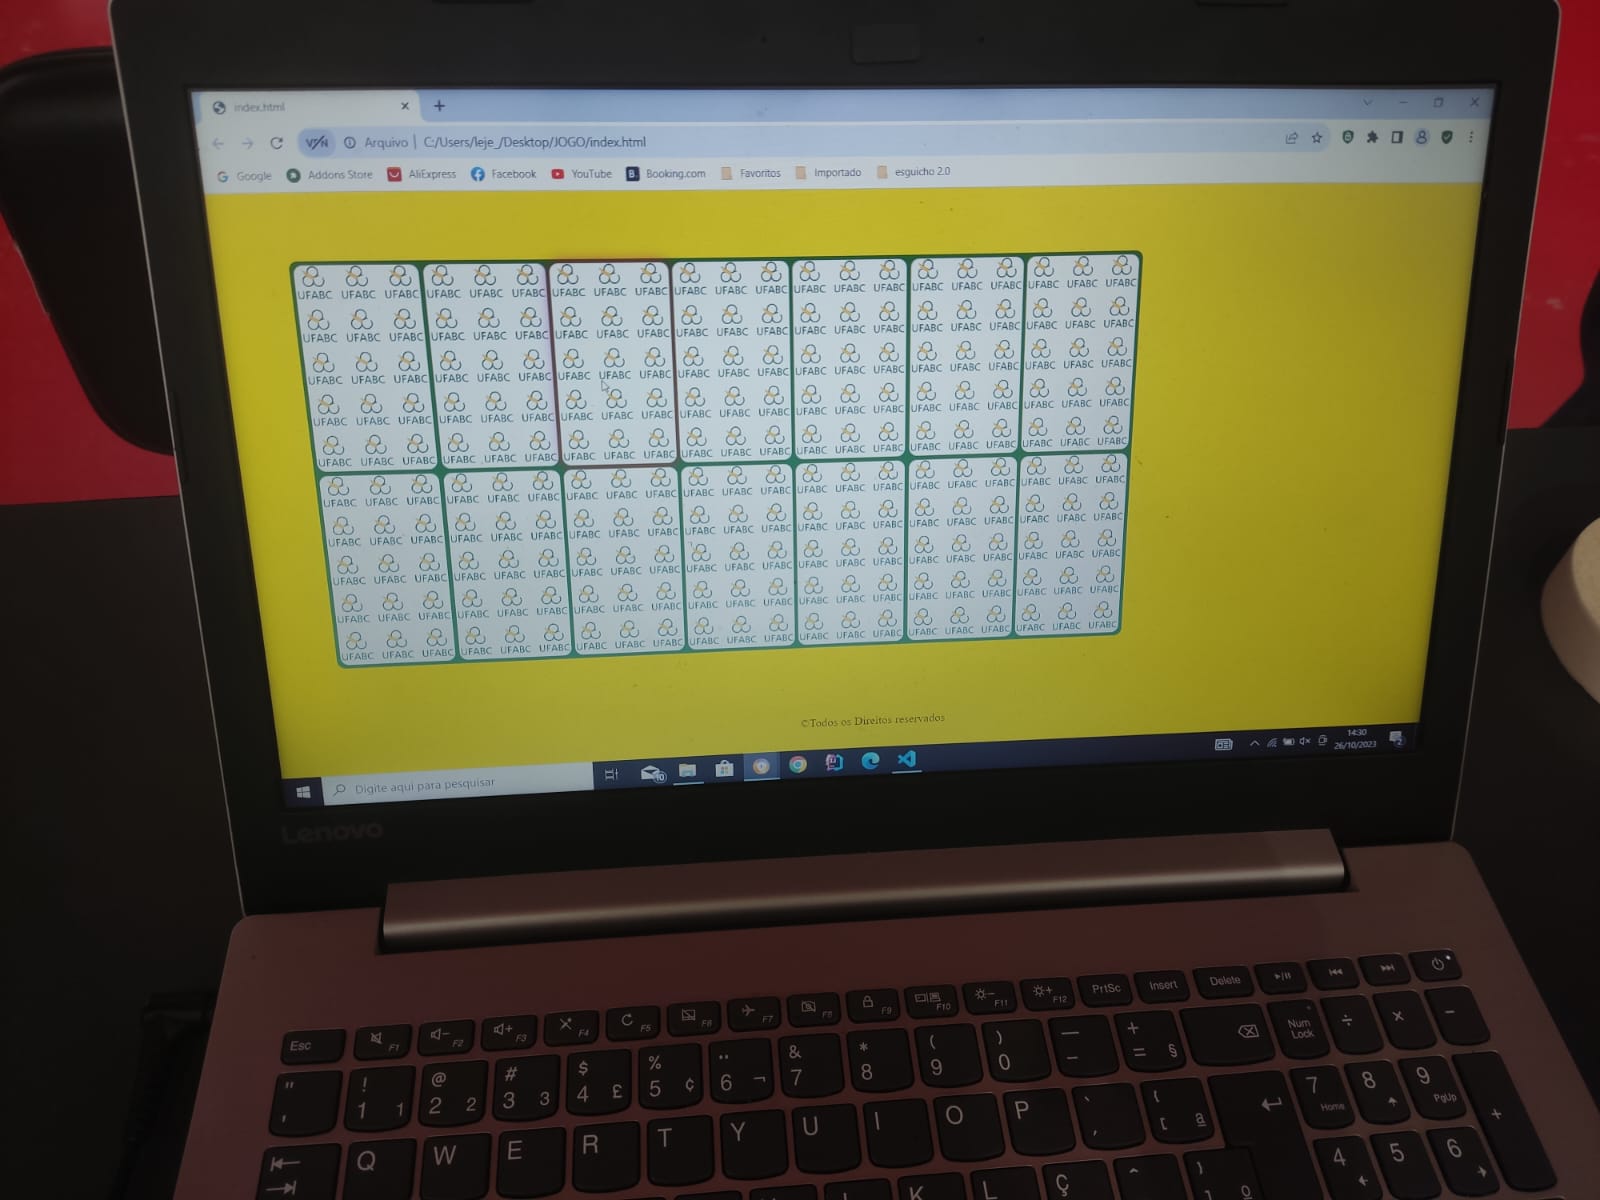 index.html
VPN Arquivo C:/Users/leje_/Desktop/JOGO/index.html
Google Addons Store AliExpress Facebook YouTube B. Booking.com Favoritos Importado esguicho 2.0
UFABC UFABC UFABC UFABC UFABC UFABC UFABC UFABC UFABC UFABC UFABC UFABC UFABC UFABC UFABC UFABC UFABC UFABC UFABC UFABC UFABC
UFABC UFABC UFABC UFABC UFABC UFABC UFABC UFABC UFABC UFABC UFABC UFABC UFABC UFABC UFABC UFABC UFABC UFABC UFABC UFABC UFABC
UFABC UFABC UFABC UFABC UFABC UFABC UFABC UFABC UFABC UFABC UFABC UFABC UFABC UFABC UFABC UFABC UFABC UFABC UFABC UFABC UFABC
UFABC UFABC UFABC UFABC UFABC UFABC UFABC UFABC UFABC UFABC UFABC UFABC UFABC UFABC UFABC UFABC UFABC UFABC UFABC UFABC UFABC
UFABC UFABC UFABC UFABC UFABC UFABC UFABC UFABC UFABC UFABC UFABC UFABC UFABC UFABC UFABC UFABC UFABC UFABC UFABC UFABC UFABC
UFABC UFABC UFABC UFABC UFABC UFABC UFABC UFABC UFABC UFABC UFABC UFABC UFABC UFABC UFABC UFABC UFABC UFABC UFABC UFABC UFABC
UFABC UFABC UFABC UFABC UFABC UFABC UFABC UFABC UFABC UFABC UFABC UFABC UFABC UFABC UFABC UFABC UFABC UFABC UFABC UFABC UFABC
UFABC UFABC UFABC UFABC UFABC UFABC UFABC UFABC UFABC UFABC UFABC UFABC UFABC UFABC UFABC UFABC UFABC UFABC UFABC UFABC UFABC
UFABC UFABC UFABC UFABC UFABC UFABC UFABC UFABC UFABC UFABC UFABC UFABC UFABC UFABC UFABC UFABC UFABC UFABC UFABC UFABC UFABC
UFABC UFABC UFABC UFABC UFABC UFABC UFABC UFABC UFABC UFABC UFABC UFABC UFABC UFABC UFABC UFABC UFABC UFABC UFABC UFABC UFABC
©Todos os Direitos reservados
Digite aqui para pesquisar
10
14:30
26/10/2023
2
Lenovo
Esc F1 F2 F3 F4 F5 F6 F7 F8 F9 F10 F11 F12 PrtSc Insert Delete
" ' ! 1 1 @ 2 2 # 3 3 $ 4 £ % 5 ¢ ¨ 6 ¬ & 7 * 8 ( 9 ) 0 _ - + = § Num Lock ÷ × -
Q W E R T Y U I O P ` ´ { [ ª 7 Home 8 9 PgUp +
K L Ç ^ } ] º 4 5 6